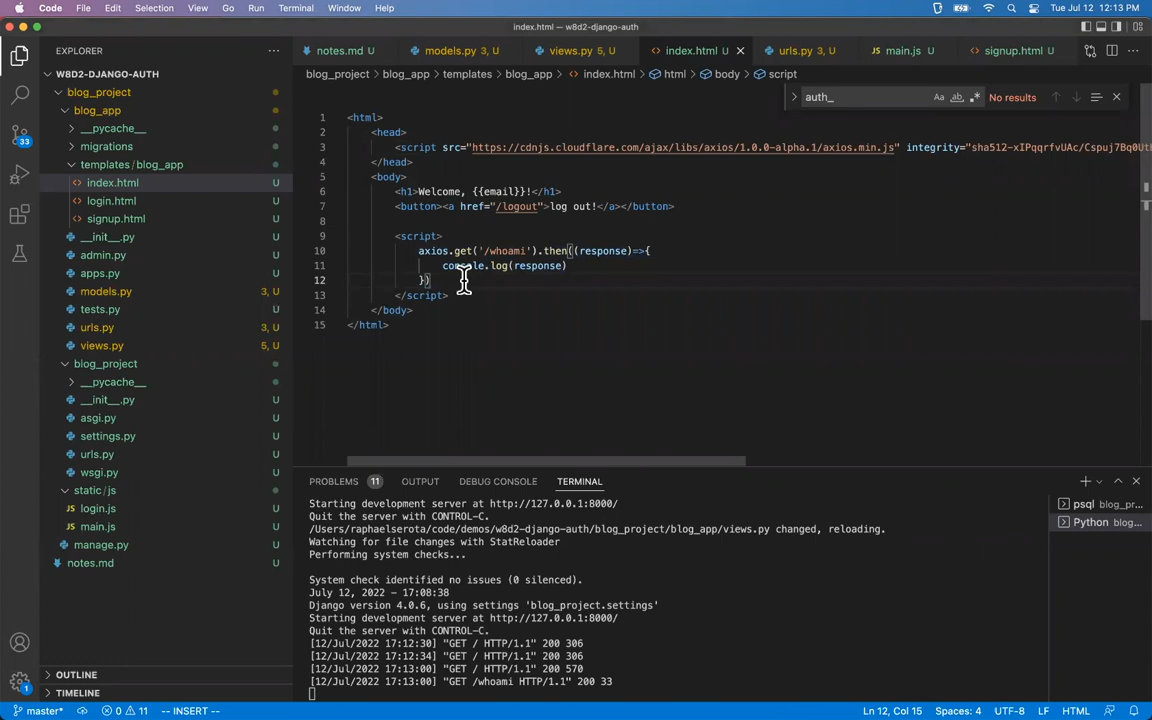 Code File Edit Selection View Go Run Terminal Window Help Tue Jul 12 12:13 PM
index.html — w8d2-django-auth
EXPLORER
notes.md U models.py 3, U views.py 5, U index.html U urls.py 3, U main.js U signup.html U
W8D2-DJANGO-AUTH
blog_project
blog_app
__pycache__
migrations
templates / blog_app
index.html U
login.html U
signup.html U
__init__.py U
admin.py U
apps.py U
models.py 3, U
tests.py U
urls.py 3, U
views.py 5, U
blog_project
__pycache__
__init__.py U
asgi.py U
settings.py U
urls.py U
wsgi.py U
static / js
login.js U
main.js U
manage.py U
notes.md U
OUTLINE
TIMELINE
blog_project > blog_app > templates > blog_app > index.html > html > body > script
auth_ Aa ab No results
1 <html>
2 <head>
3 <script src="https://cdnjs.cloudflare.com/ajax/libs/axios/1.0.0-alpha.1/axios.min.js" integrity="sha512-xIPqqrfvUAc/Cspuj7Bq0Ut
4 </head>
5 <body>
6 <h1>Welcome, {{email}}!</h1>
7 <button><a href="/logout">log out!</a></button>
8
9 <script>
10 axios.get('/whoami').then((response)=>{
11 console.log(response)
12 })
13 </script>
14 </body>
15 </html>
PROBLEMS 11 OUTPUT DEBUG CONSOLE TERMINAL
Starting development server at http://127.0.0.1:8000/
Quit the server with CONTROL-C.
/Users/raphaelserota/code/demos/w8d2-django-auth/blog_project/blog_app/views.py changed, reloading.
Watching for file changes with StatReloader
Performing system checks...
System check identified no issues (0 silenced).
July 12, 2022 - 17:08:38
Django version 4.0.6, using settings 'blog_project.settings'
Starting development server at http://127.0.0.1:8000/
Quit the server with CONTROL-C.
[12/Jul/2022 17:12:30] "GET / HTTP/1.1" 200 306
[12/Jul/2022 17:12:34] "GET / HTTP/1.1" 200 306
[12/Jul/2022 17:13:00] "GET / HTTP/1.1" 200 570
[12/Jul/2022 17:13:00] "GET /whoami HTTP/1.1" 200 33
psql blog_pr...
Python blog...
33
1
master* 0 11 -- INSERT -- Ln 12, Col 15 Spaces: 4 UTF-8 LF HTML